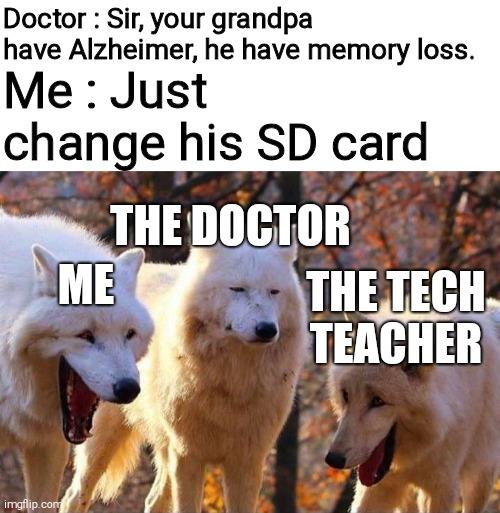 Doctor : Sir, your grandpa
have Alzheimer, he have memory loss.
Me : Just
change his SD card
THE DOCTOR
ME
THE TECH
TEACHER
imgflip.com